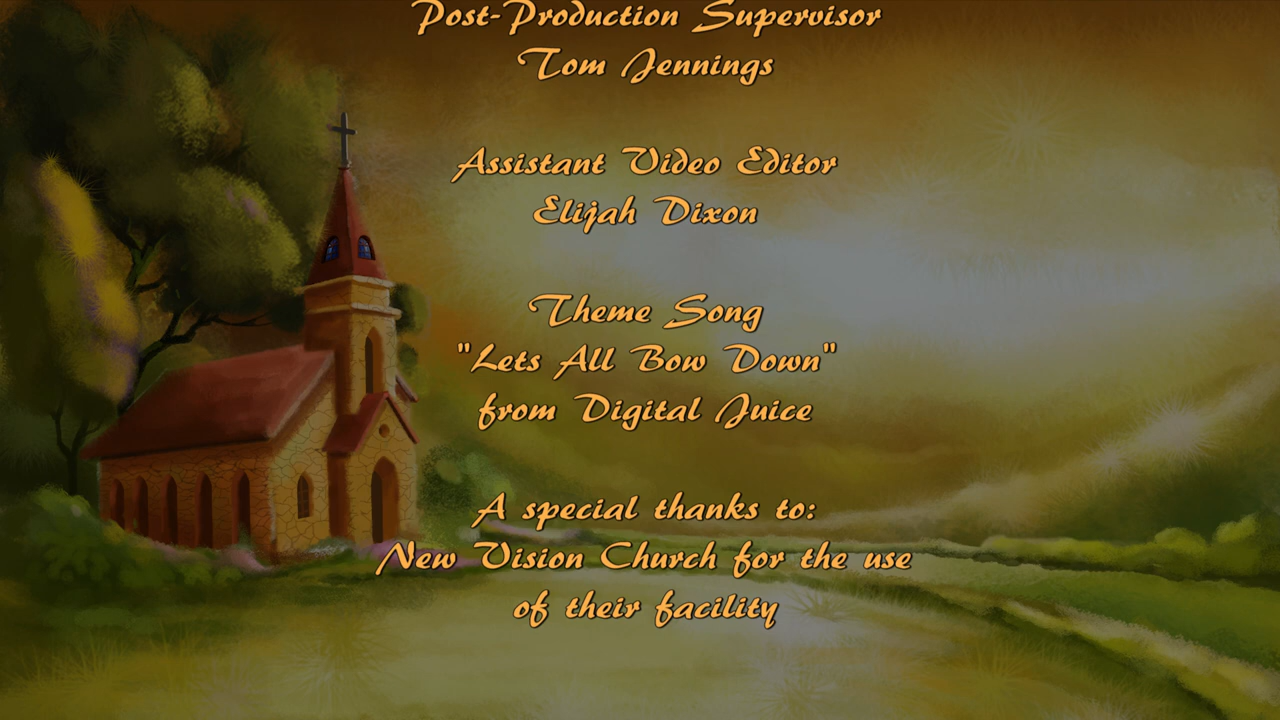 Post-Production Supervisor
Tom Jennings
Assistant Video Editor
Elijah Dixon
Theme Song
"Lets All Bow Down"
from Digital Juice
A special thanks to:
New Vision Church for the use
of their facility